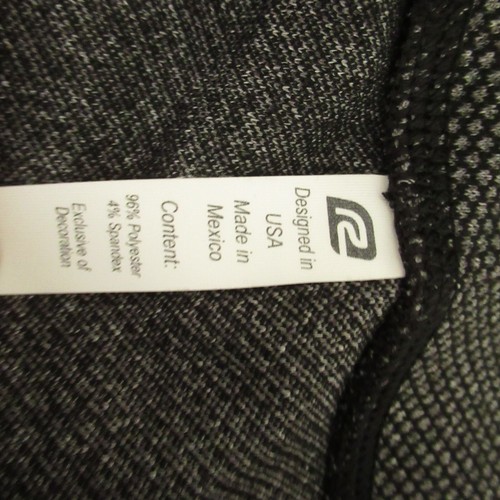 Designed in
USA
Made in
Mexico
Content:
96% Polyester
4% Spandex
Exclusive of
Decoration